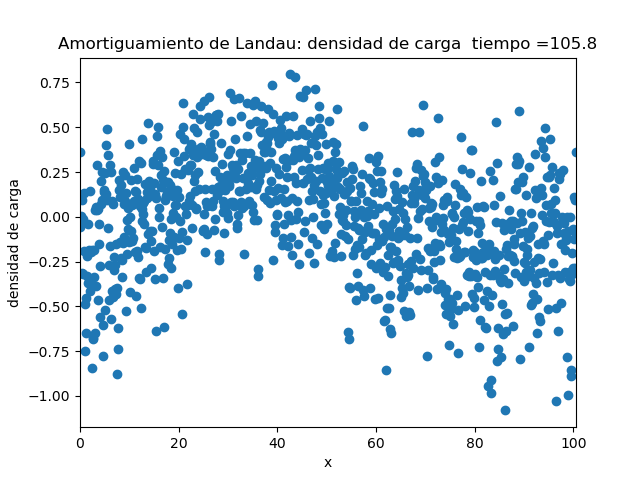 Amortiguamiento de Landau: densidad de carga  tiempo =105.8
0.75
0.50
0.25
0.00
−0.25
−0.50
−0.75
−1.00
densidad de carga
0 20 40 60 80 100
x